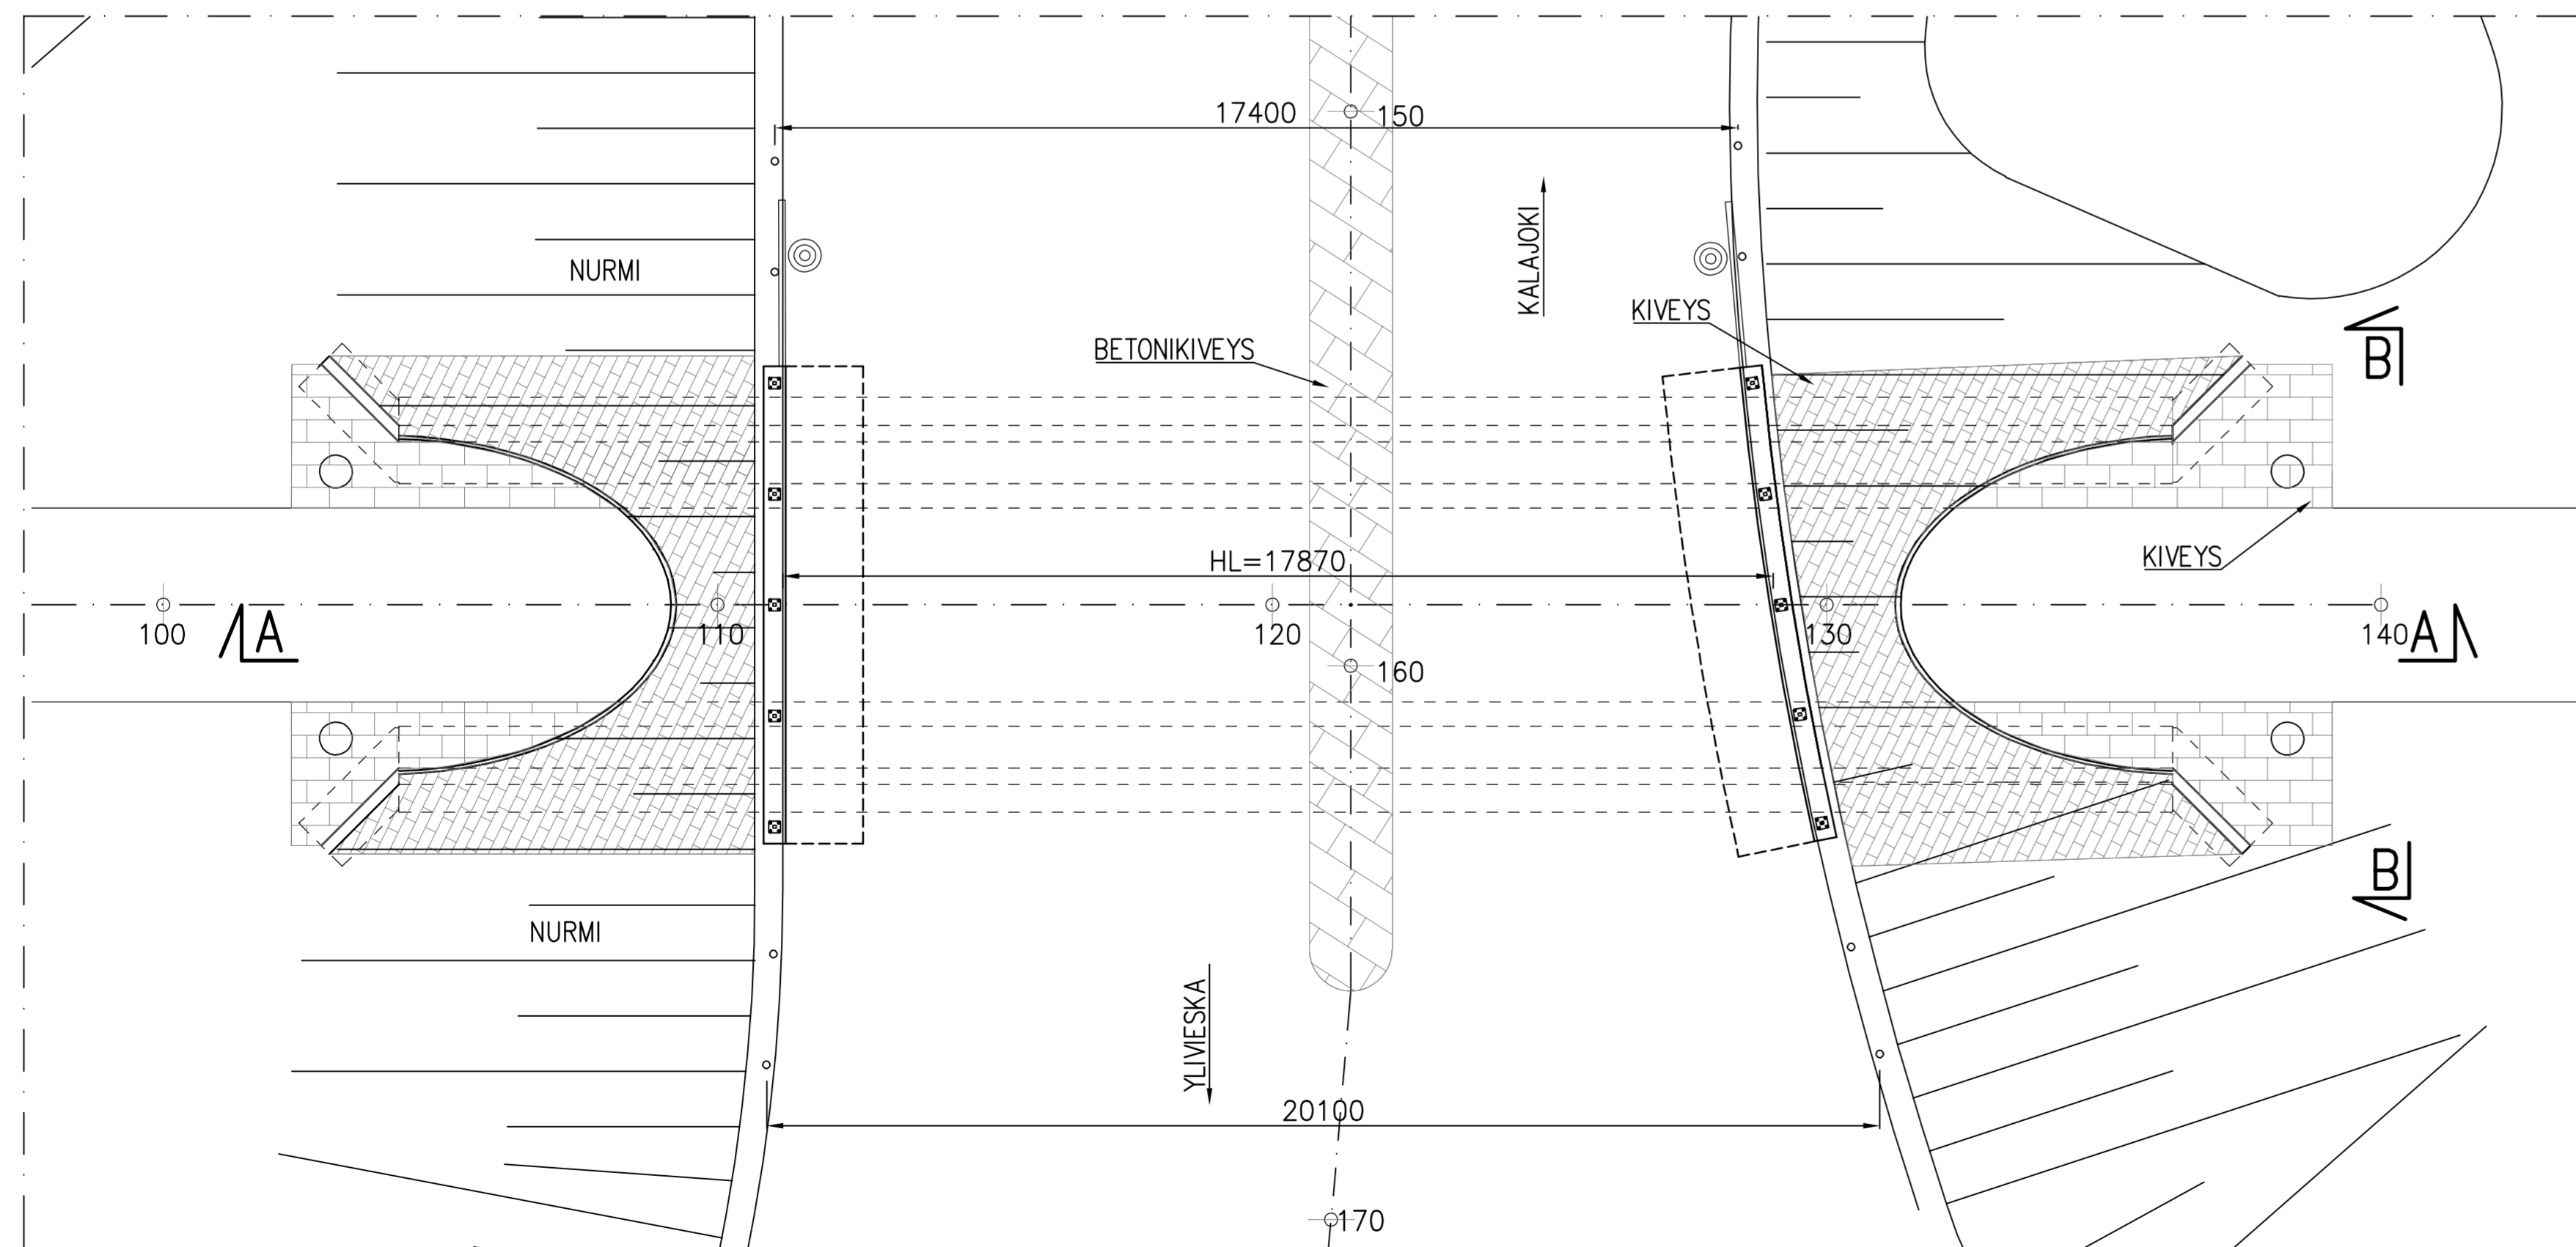 17400
150
KALAJOKI
NURMI
KIVEYS
BETONIKIVEYS
B
HL=17870
KIVEYS
100
A
110
120
130
140
A
160
B
NURMI
YLIVIESKA
20100
170